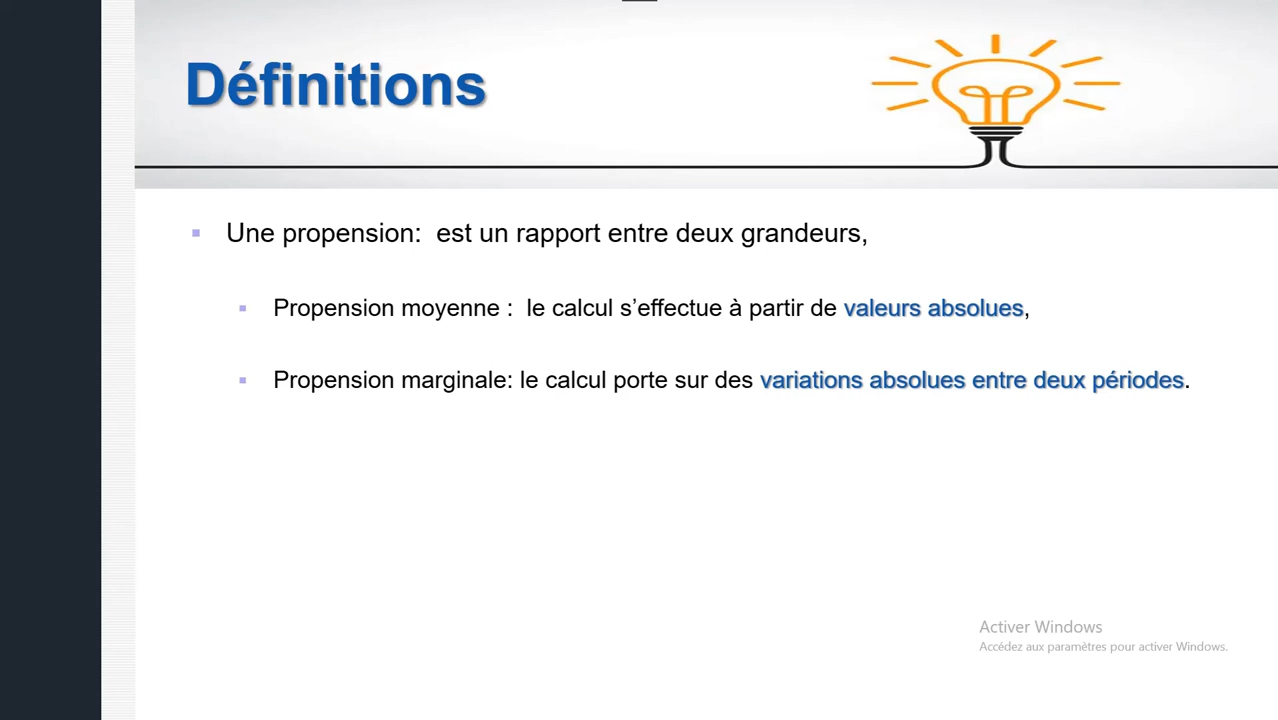 Définitions
Une propension:  est un rapport entre deux grandeurs,
Propension moyenne :  le calcul s’effectue à partir de valeurs absolues,
Propension marginale: le calcul porte sur des variations absolues entre deux périodes.
Activer Windows
Accédez aux paramètres pour activer Windows.